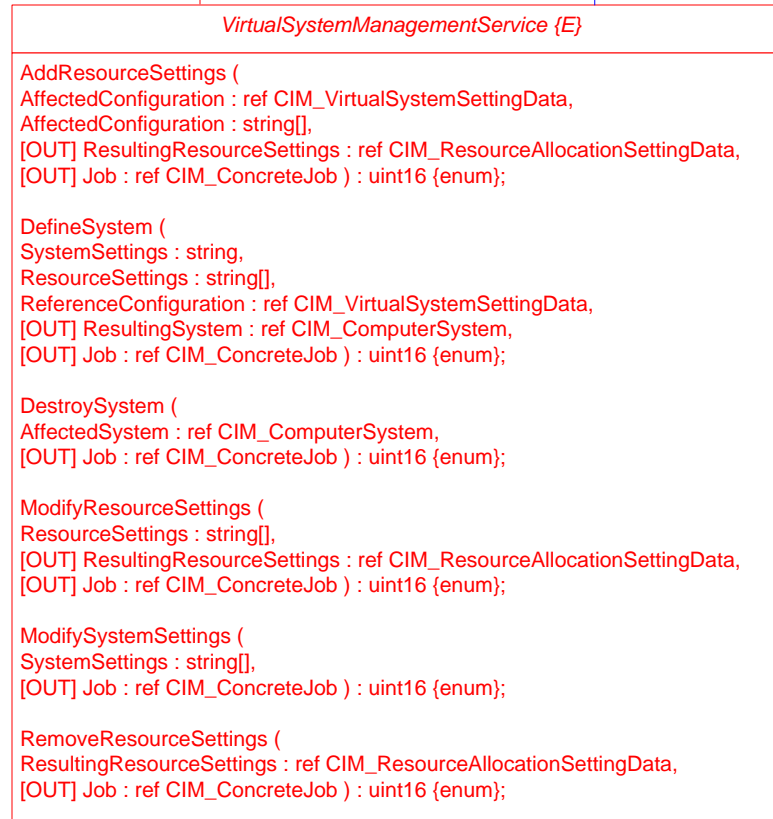 VirtualSystemManagementService {E}
AddResourceSettings (
AffectedConfiguration : ref CIM_VirtualSystemSettingData,
AffectedConfiguration : string[],
[OUT] ResultingResourceSettings : ref CIM_ResourceAllocationSettingData,
[OUT] Job : ref CIM_ConcreteJob ) : uint16 {enum};
DefineSystem (
SystemSettings : string,
ResourceSettings : string[],
ReferenceConfiguration : ref CIM_VirtualSystemSettingData,
[OUT] ResultingSystem : ref CIM_ComputerSystem,
[OUT] Job : ref CIM_ConcreteJob ) : uint16 {enum};
DestroySystem (
AffectedSystem : ref CIM_ComputerSystem,
[OUT] Job : ref CIM_ConcreteJob ) : uint16 {enum};
ModifyResourceSettings (
ResourceSettings : string[],
[OUT] ResultingResourceSettings : ref CIM_ResourceAllocationSettingData,
[OUT] Job : ref CIM_ConcreteJob ) : uint16 {enum};
ModifySystemSettings (
SystemSettings : string[],
[OUT] Job : ref CIM_ConcreteJob ) : uint16 {enum};
RemoveResourceSettings (
ResultingResourceSettings : ref CIM_ResourceAllocationSettingData,
[OUT] Job : ref CIM_ConcreteJob ) : uint16 {enum};